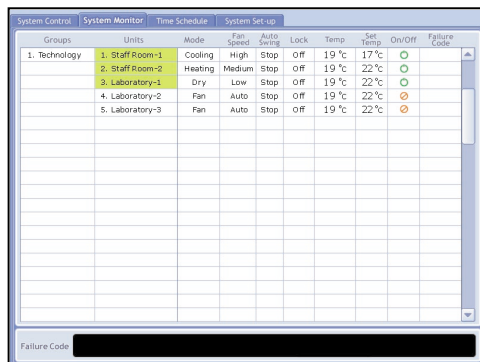 System Control System Monitor Time Schedule System Set-up
Groups Units Mode Fan Speed Auto Swing Lock Temp Set Temp On/Off Failure Code
1. Technology 1. Staff Room-1 Cooling High Stop Off 19 °c 17 °c
2. Staff Room-2 Heating Medium Stop Off 19 °c 22 °c
3. Laboratory-1 Dry Low Stop Off 19 °c 22 °c
4. Laboratory-2 Fan Auto Stop Off 19 °c 22 °c
5. Laboratory-3 Fan Auto Stop Off 19 °c 22 °c
Failure Code